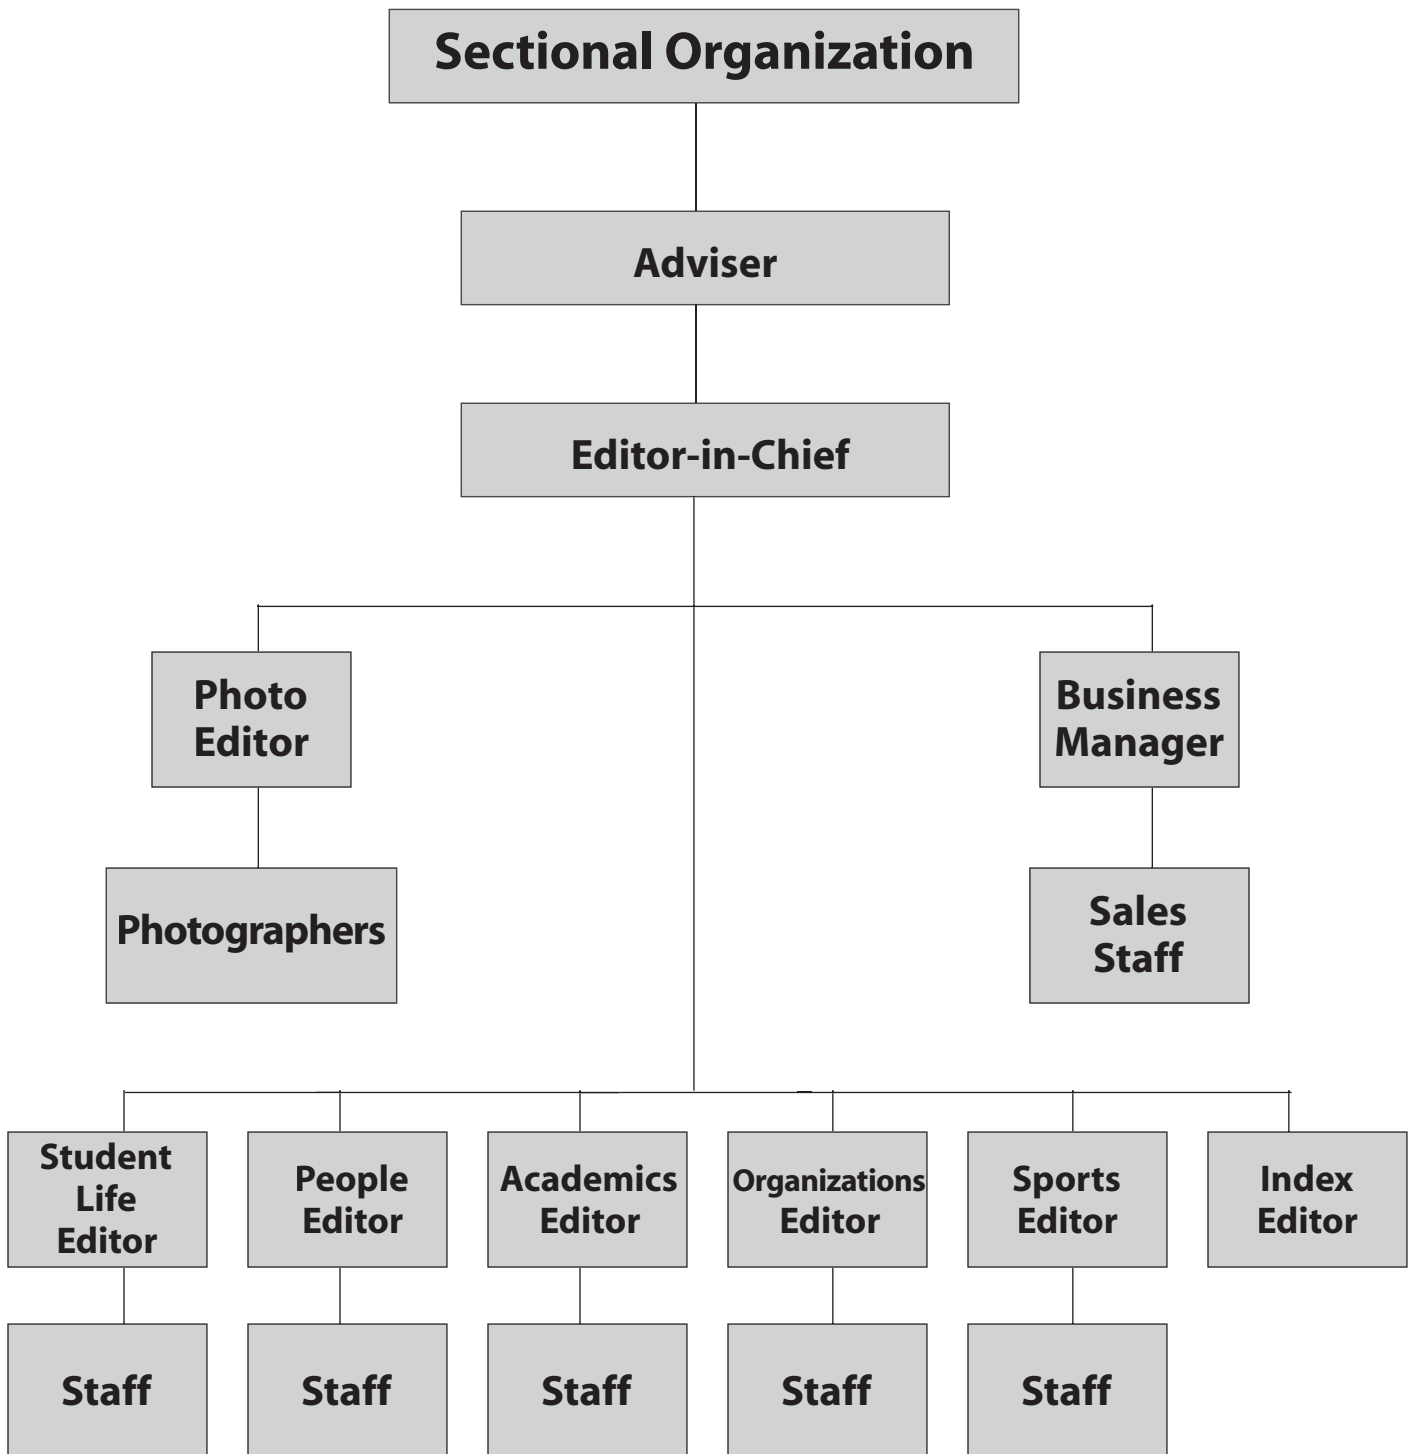 Sectional Organization
Adviser
Editor-in-Chief
Photo
Editor
Business
Manager
Photographers
Sales
Staff
Student
Life
Editor
People
Editor
Academics
Editor
Organizations
Editor
Sports
Editor
Index
Editor
Staff
Staff
Staff
Staff
Staff